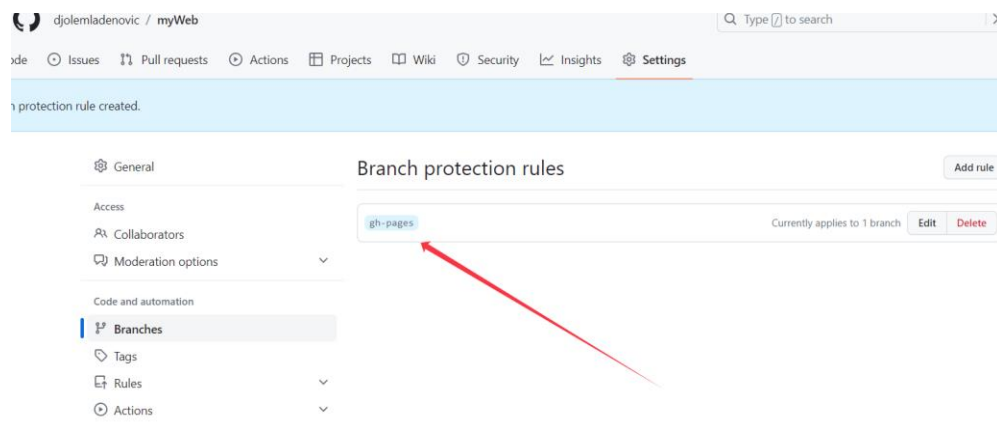 djolemladenovic / myWeb
Type / to search
ode Issues Pull requests Actions Projects Wiki Security Insights Settings
h protection rule created.
General
Access
Collaborators
Moderation options
Code and automation
Branches
Tags
Rules
Actions
Branch protection rules
Add rule
gh-pages
Currently applies to 1 branch Edit Delete